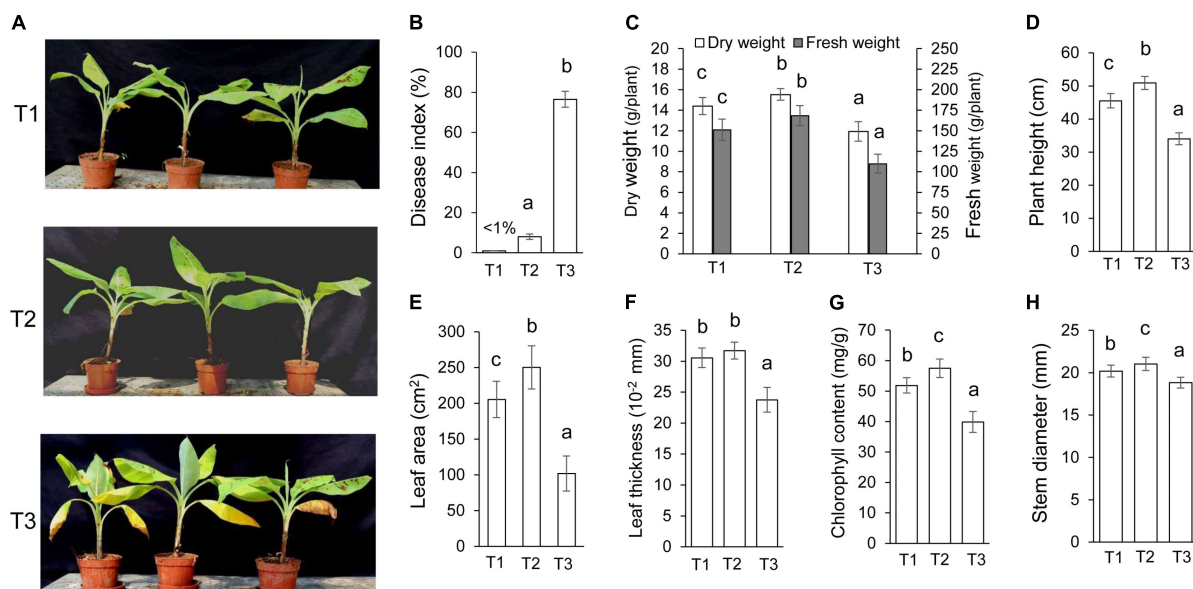 A
T1
T2
T3
B
Disease index (%)
100
80
60
40
20
0
<1%
a
b
T1 T2 T3
C
Dry weight Fresh weight
Dry weight (g/plant)
20
18
16
14
12
10
8
6
4
2
0
c c
b b
a a
T1 T2 T3
250
225
200
175
150
125
100
75
50
25
0
Fresh weight (g/plant)
D
Plant height (cm)
60
50
40
30
20
10
0
c b a
T1 T2 T3
E
Leaf area (cm²)
300
250
200
150
100
50
0
c b a
T1 T2 T3
F
Leaf thickness (10⁻² mm)
40
35
30
25
20
15
10
5
0
b b a
T1 T2 T3
G
Chlorophyll content (mg/g)
70
60
50
40
30
20
10
0
b c a
T1 T2 T3
H
Stem diameter (mm)
25
20
15
10
5
0
b c a
T1 T2 T3